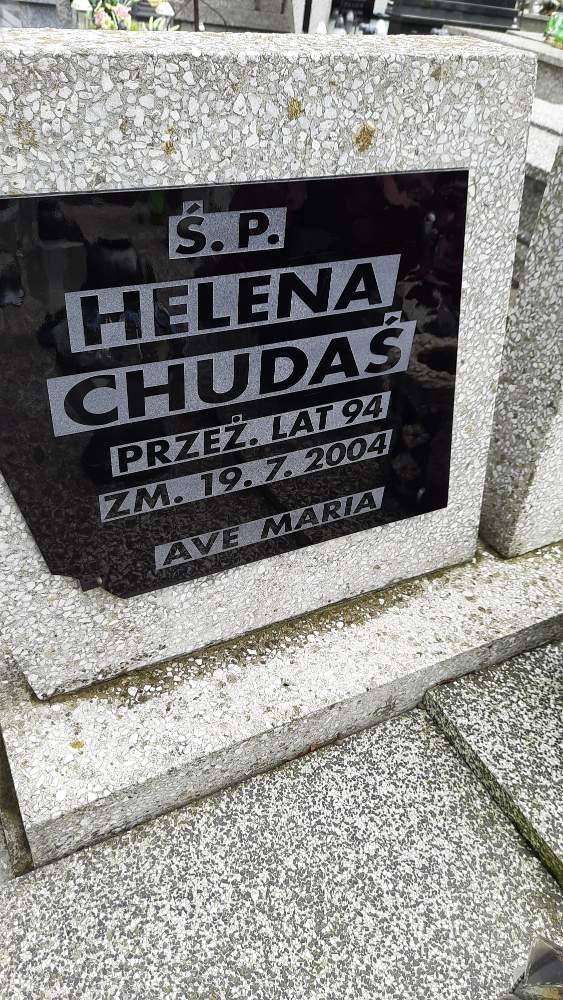 Ś. P.
HELENA
CHUDAŚ
PRZEŻ. LAT 94
ZM. 19. 7. 2004
AVE MARIA